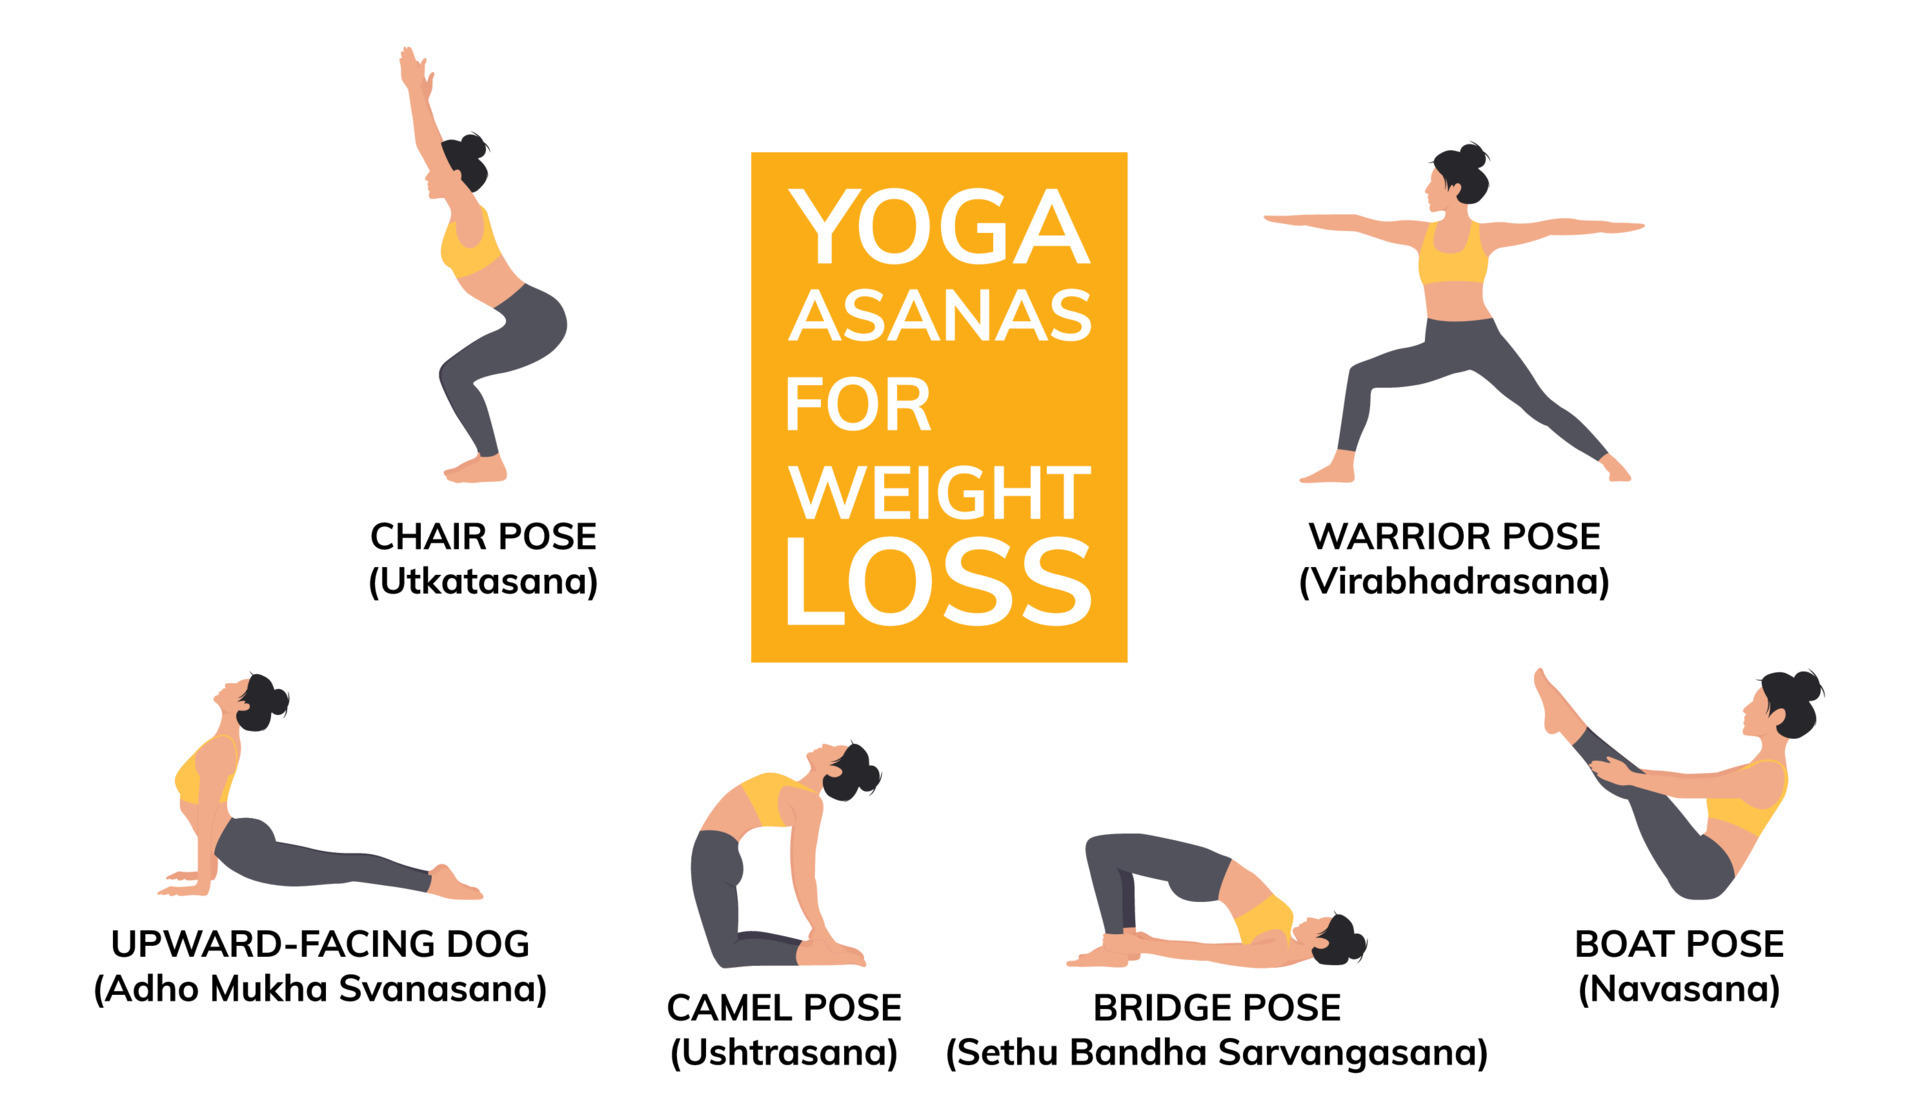 YOGA
ASANAS
FOR
WEIGHT
LOSS
CHAIR POSE
(Utkatasana)
WARRIOR POSE
(Virabhadrasana)
UPWARD-FACING DOG
(Adho Mukha Svanasana)
CAMEL POSE
(Ushtrasana)
BRIDGE POSE
(Sethu Bandha Sarvangasana)
BOAT POSE
(Navasana)